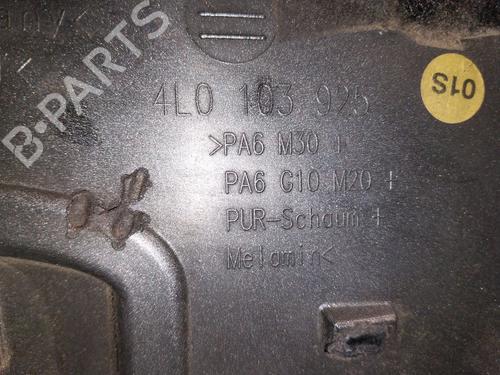 B-PARTS
01S
4L0 103 925
>PA6 M30 +
PA6 G10 M20 +
PUR-Schaum +
Melamin<